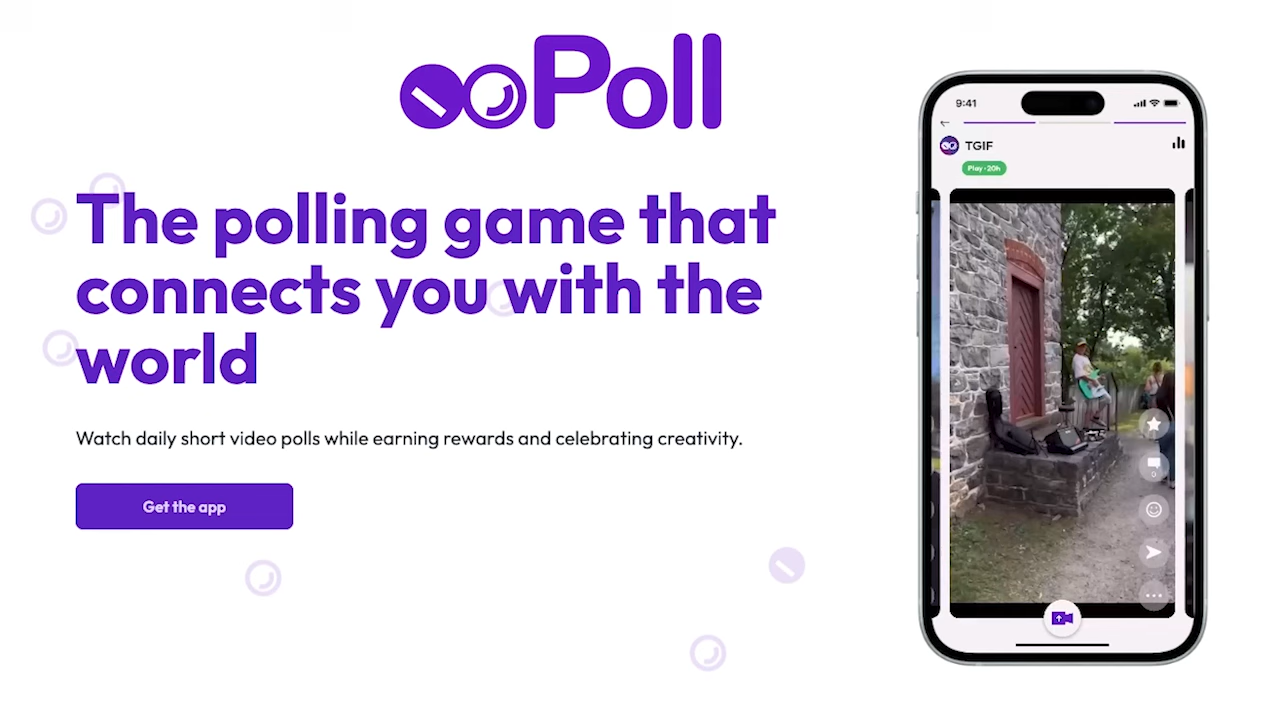 Poll
The polling game that
connects you with the
world
Watch daily short video polls while earning rewards and celebrating creativity.
Get the app
9:41
TGIF
Play · 20h
0